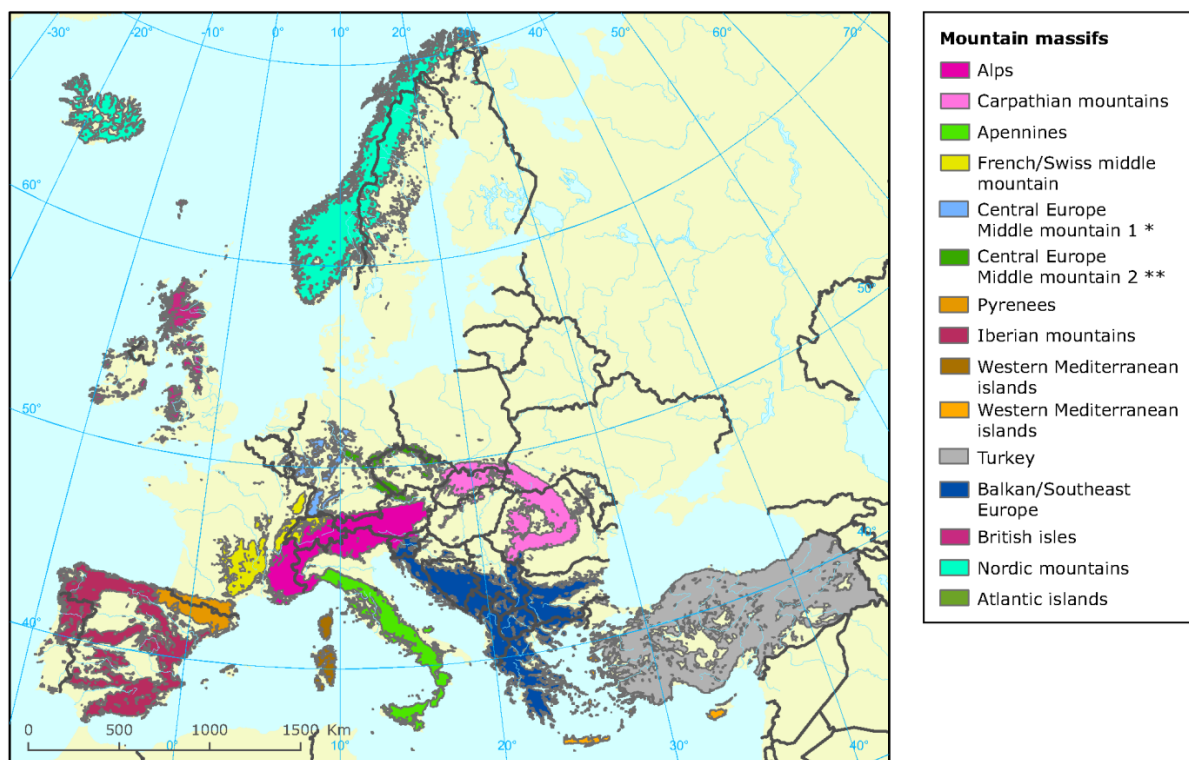 -30°
-20°
-10°
0°
10°
20°
30°
40°
50°
60°
70°
60°
50°
50°
40°
40°
0
500
1000
1500 Km
0°
10°
20°
30°
40°
Mountain massifs
Alps
Carpathian mountains
Apennines
French/Swiss middle
mountain
Central Europe
Middle mountain 1 *
Central Europe
Middle mountain 2 **
Pyrenees
Iberian mountains
Western Mediterranean
islands
Western Mediterranean
islands
Turkey
Balkan/Southeast
Europe
British isles
Nordic mountains
Atlantic islands